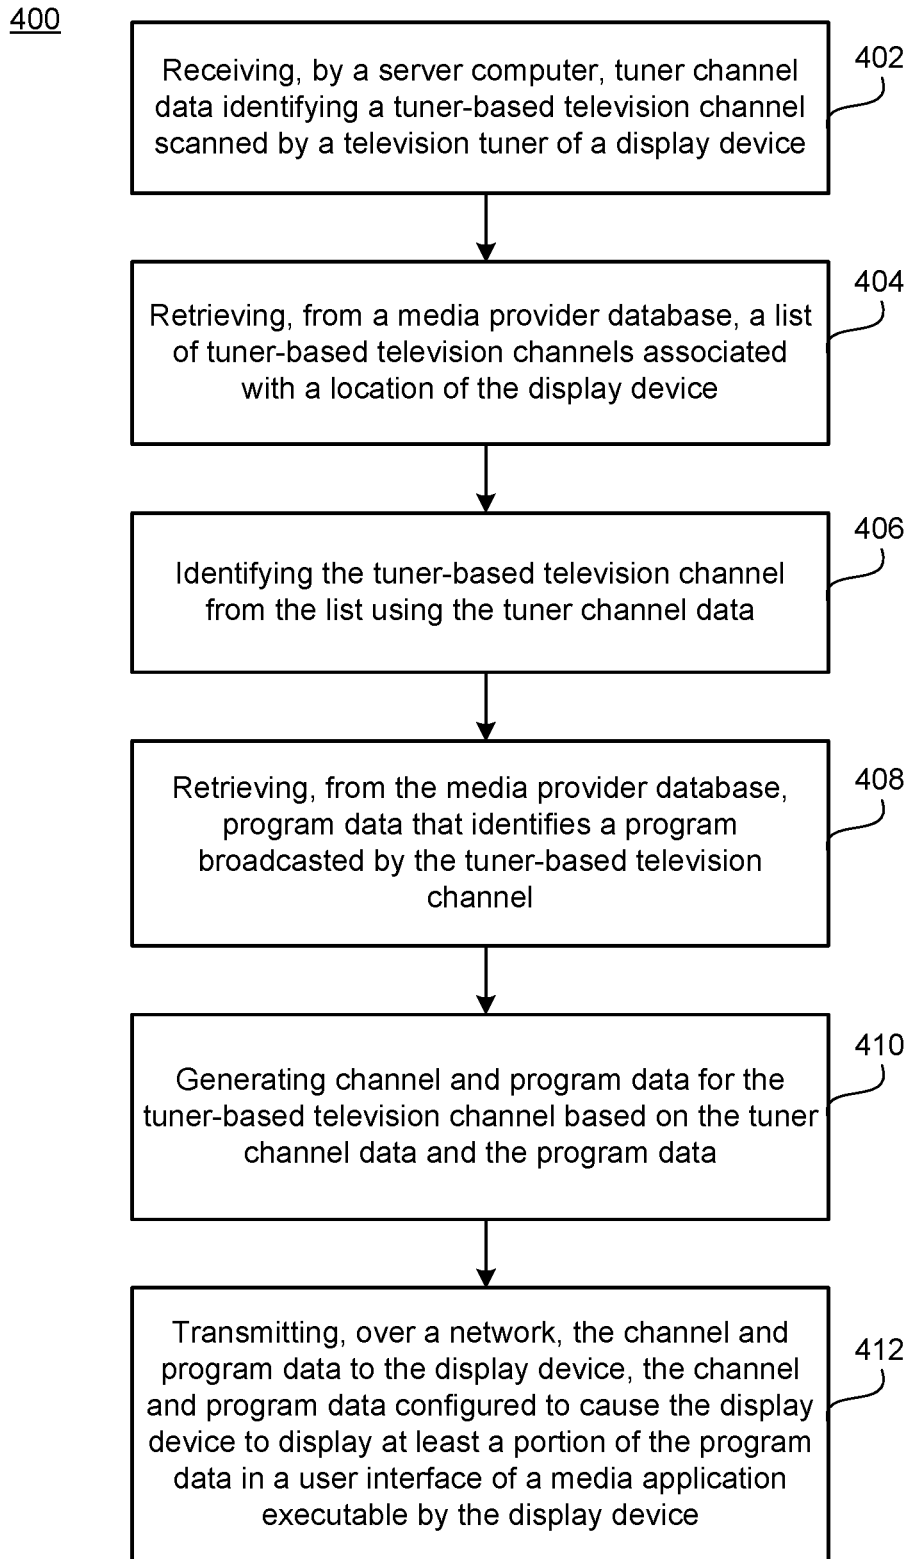 400
Receiving, by a server computer, tuner channel
data identifying a tuner-based television channel
scanned by a television tuner of a display device
402
Retrieving, from a media provider database, a list
of tuner-based television channels associated
with a location of the display device
404
Identifying the tuner-based television channel
from the list using the tuner channel data
406
Retrieving, from the media provider database,
program data that identifies a program
broadcasted by the tuner-based television
channel
408
Generating channel and program data for the
tuner-based television channel based on the tuner
channel data and the program data
410
Transmitting, over a network, the channel and
program data to the display device, the channel
and program data configured to cause the display
device to display at least a portion of the program
data in a user interface of a media application
executable by the display device
412